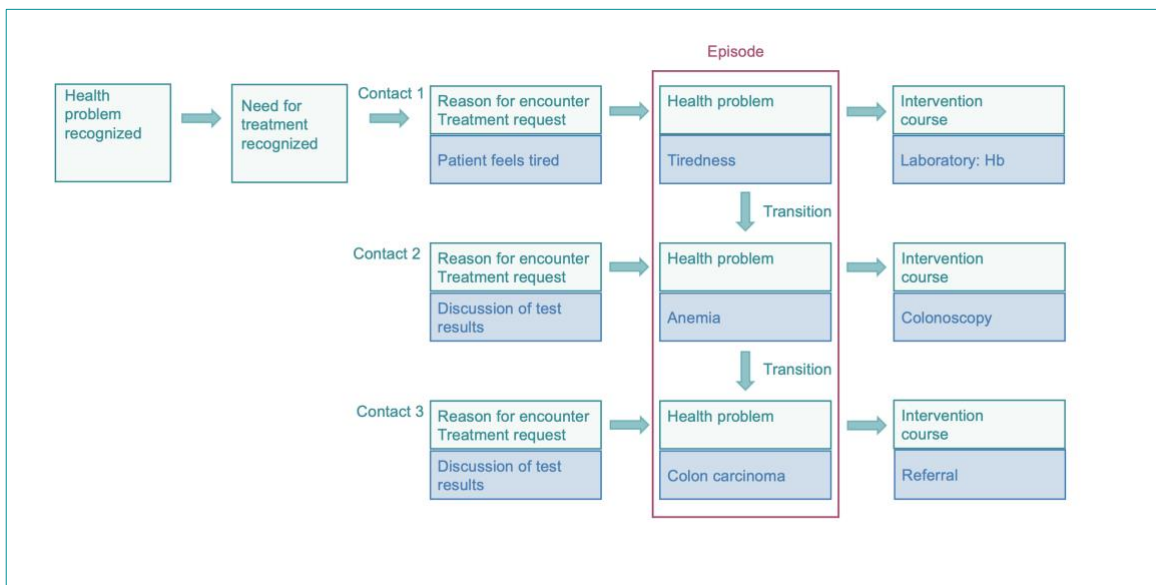 Episode
Health
problem
recognized
Need for
treatment
recognized
Contact 1
Reason for encounter
Treatment request
Patient feels tired
Health problem
Tiredness
Intervention
course
Laboratory: Hb
Transition
Contact 2
Reason for encounter
Treatment request
Discussion of test
results
Health problem
Anemia
Intervention
course
Colonoscopy
Transition
Contact 3
Reason for encounter
Treatment request
Discussion of test
results
Health problem
Colon carcinoma
Intervention
course
Referral